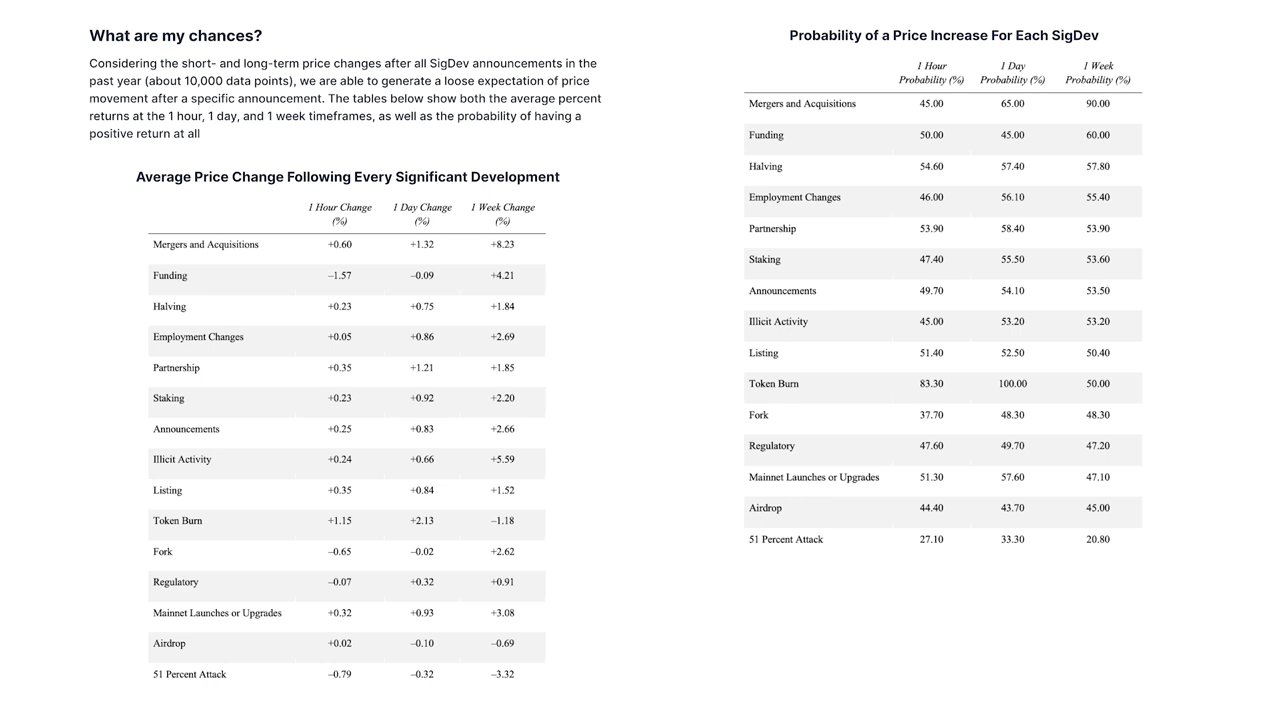 What are my chances?
Considering the short- and long-term price changes after all SigDev announcements in the
past year (about 10,000 data points), we are able to generate a loose expectation of price
movement after a specific announcement. The tables below show both the average percent
returns at the 1 hour, 1 day, and 1 week timeframes, as well as the probability of having a
positive return at all
Average Price Change Following Every Significant Development
1 Hour Change (%) 1 Day Change (%) 1 Week Change (%)
Mergers and Acquisitions +0.60 +1.32 +8.23
Funding –1.57 –0.09 +4.21
Halving +0.23 +0.75 +1.84
Employment Changes +0.05 +0.86 +2.69
Partnership +0.35 +1.21 +1.85
Staking +0.23 +0.92 +2.20
Announcements +0.25 +0.83 +2.66
Illicit Activity +0.24 +0.66 +5.59
Listing +0.35 +0.84 +1.52
Token Burn +1.15 +2.13 –1.18
Fork –0.65 –0.02 +2.62
Regulatory –0.07 +0.32 +0.91
Mainnet Launches or Upgrades +0.32 +0.93 +3.08
Airdrop +0.02 –0.10 –0.69
51 Percent Attack –0.79 –0.32 –3.32
Probability of a Price Increase For Each SigDev
1 Hour Probability (%) 1 Day Probability (%) 1 Week Probability (%)
Mergers and Acquisitions 45.00 65.00 90.00
Funding 50.00 45.00 60.00
Halving 54.60 57.40 57.80
Employment Changes 46.00 56.10 55.40
Partnership 53.90 58.40 53.90
Staking 47.40 55.50 53.60
Announcements 49.70 54.10 53.50
Illicit Activity 45.00 53.20 53.20
Listing 51.40 52.50 50.40
Token Burn 83.30 100.00 50.00
Fork 37.70 48.30 48.30
Regulatory 47.60 49.70 47.20
Mainnet Launches or Upgrades 51.30 57.60 47.10
Airdrop 44.40 43.70 45.00
51 Percent Attack 27.10 33.30 20.80